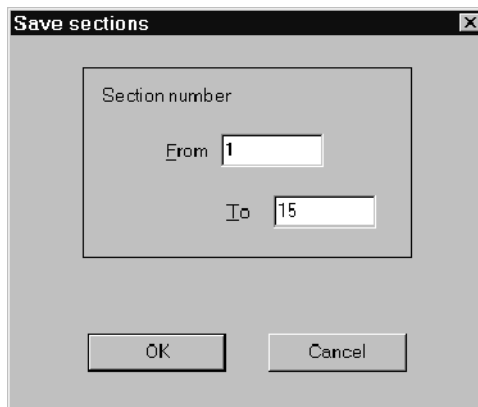 Save sections
Section number
From 1
To 15
OK Cancel